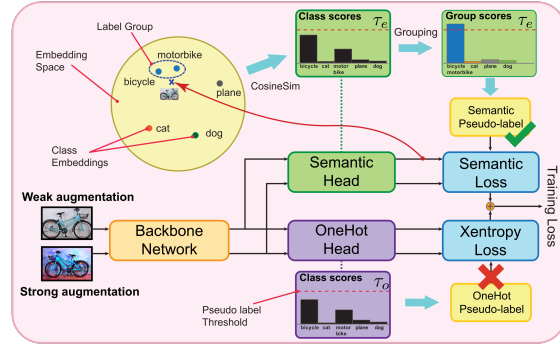 Label Group
Embedding
Space
motorbike
bicycle
plane
cat
dog
Class
Embeddings
CosineSim
Class scores
τe
bicycle cat motor plane dog
bike
Grouping
Group scores
τe
bicycle cat plane dog
motorbike
Semantic
Pseudo-label
Semantic
Head
Semantic
Loss
Training Loss
Weak augmentation
Backbone
Network
OneHot
Head
Xentropy
Loss
Strong augmentation
Pseudo label
Threshold
Class scores
τo
bicycle cat motor plane dog
bike
OneHot
Pseudo-label